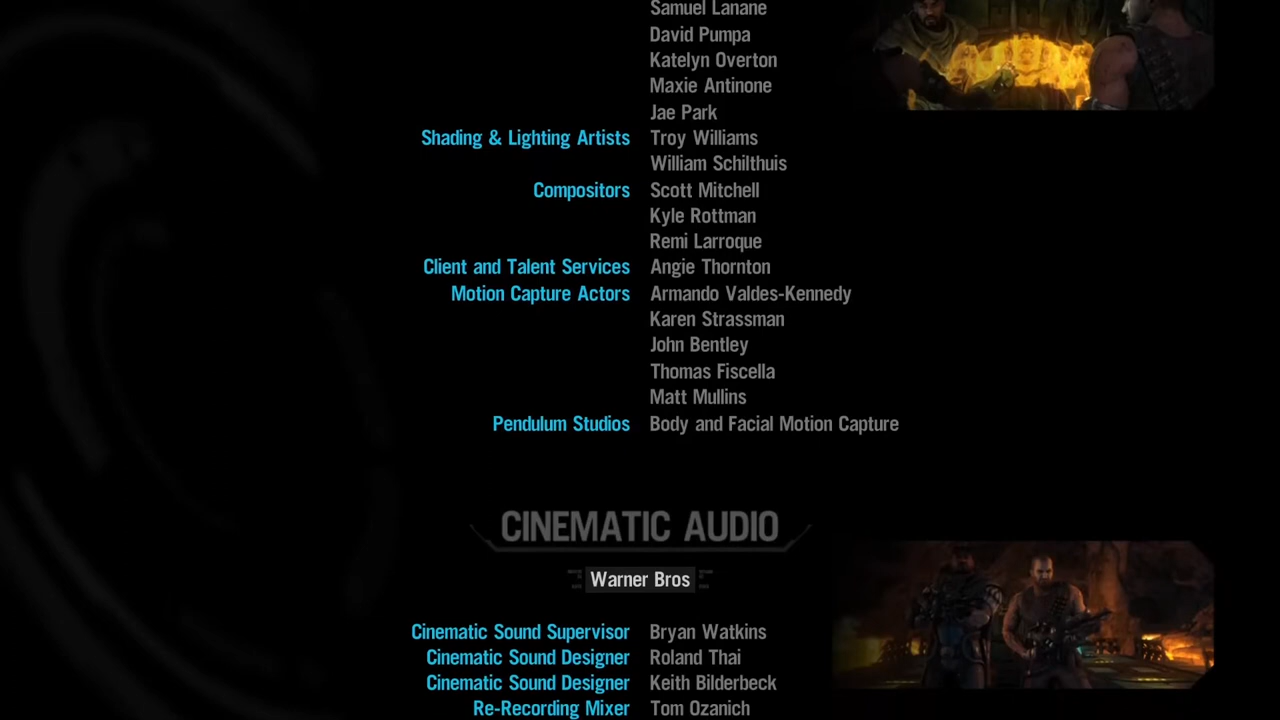 Samuel Lanane
David Pumpa
Katelyn Overton
Maxie Antinone
Jae Park
Shading & Lighting Artists Troy Williams
William Schilthuis
Compositors Scott Mitchell
Kyle Rottman
Remi Larroque
Client and Talent Services Angie Thornton
Motion Capture Actors Armando Valdes-Kennedy
Karen Strassman
John Bentley
Thomas Fiscella
Matt Mullins
Pendulum Studios Body and Facial Motion Capture
CINEMATIC AUDIO
Warner Bros
Cinematic Sound Supervisor Bryan Watkins
Cinematic Sound Designer Roland Thai
Cinematic Sound Designer Keith Bilderbeck
Re-Recording Mixer Tom Ozanich